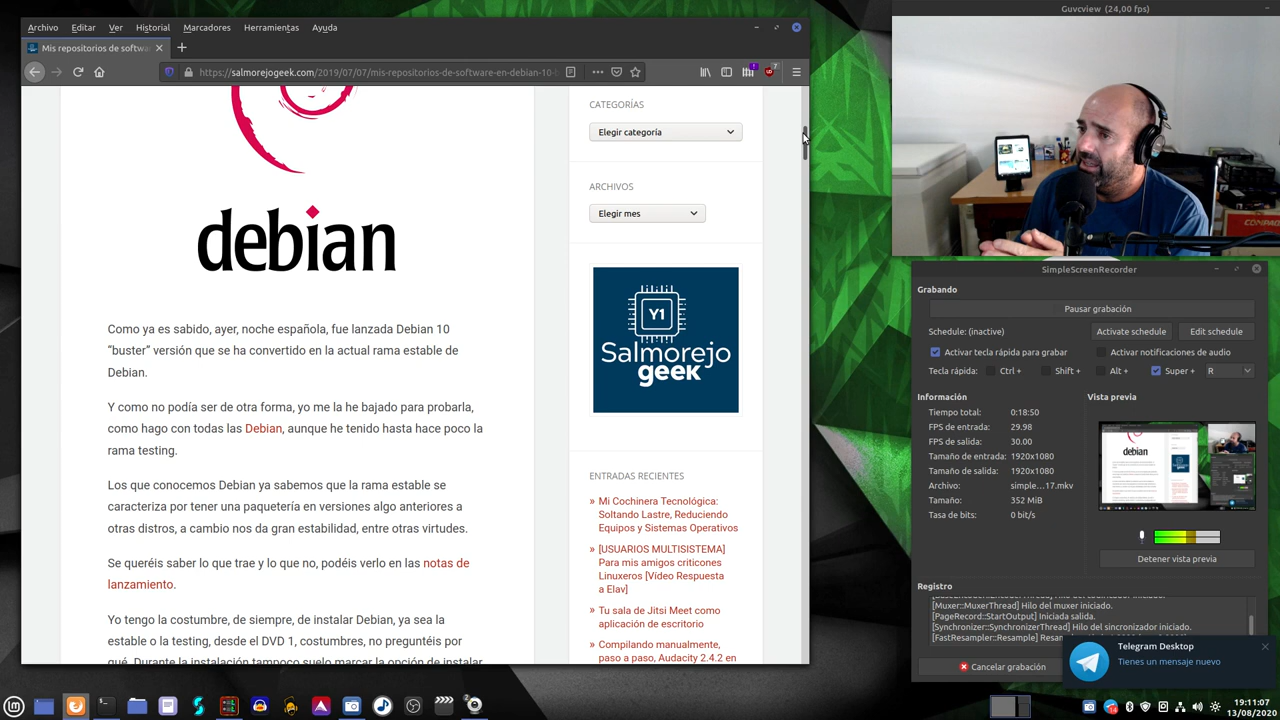 Archivo Editar Ver Historial Marcadores Herramientas Ayuda
Mis repositorios de softwa
https://salmorejogeek.com/2019/07/07/mis-repositorios-de-software-en-debian-10-
debian
Como ya es sabido, ayer, noche española, fue lanzada Debian 10
“buster” versión que se ha convertido en la actual rama estable de
Debian.
Y como no podía ser de otra forma, yo me la he bajado para probarla,
como hago con todas las Debian, aunque he tenido hasta hace poco la
rama testing.
Los que conocemos Debian ya sabemos que la rama estable se
caracteriza por tener una paquetería en versiones algo anteriores a
otras distros, a cambio nos da gran estabilidad, entre otras virtudes.
Se queréis saber lo que trae y lo que no, podéis verlo en las notas de
lanzamiento.
Yo tengo la costumbre, de siempre, de instalar Debian, ya sea la
estable o la testing, desde el DVD 1, costumbres, no preguntéis por
qué. Durante la instalación tampoco suelo marcar la opción de instalar
CATEGORÍAS
Elegir categoría
ARCHIVOS
Elegir mes
Y1
Salmorejo
geek
ENTRADAS RECIENTES
» Mi Cochinera Tecnológica:
Soltando Lastre, Reduciendo
Equipos y Sistemas Operativos
» [USUARIOS MULTISISTEMA]
Para mis amigos criticones
Linuxeros [Vídeo Respuesta
a Elav]
» Tu sala de Jitsi Meet como
aplicación de escritorio
» Compilando manualmente,
paso a paso, Audacity 2.4.2 en
Guvcview (24,00 fps)
COMPAQ
SimpleScreenRecorder
Grabando
Pausar grabación
Schedule: (inactive) Activate schedule Edit schedule
Activar tecla rápida para grabar Activar notificaciones de audio
Tecla rápida: Ctrl + Shift + Alt + Super + R
Información
Tiempo total: 0:18:50
FPS de entrada: 29.98
FPS de salida: 30.00
Tamaño de entrada: 1920x1080
Tamaño de salida: 1920x1080
Archivo: simple...17.mkv
Tamaño: 352 MiB
Tasa de bits: 0 bit/s
Vista previa
debian
Detener vista previa
Registro
[Muxer::MuxerThread] Hilo del muxer iniciado.
[PageRecord::StartOutput] Iniciada salida.
[Synchronizer::SynchronizerThread] Hilo del sincronizador iniciado.
Cancelar grabación
Telegram Desktop
Tienes un mensaje nuevo
19:11:07
13/08/2020